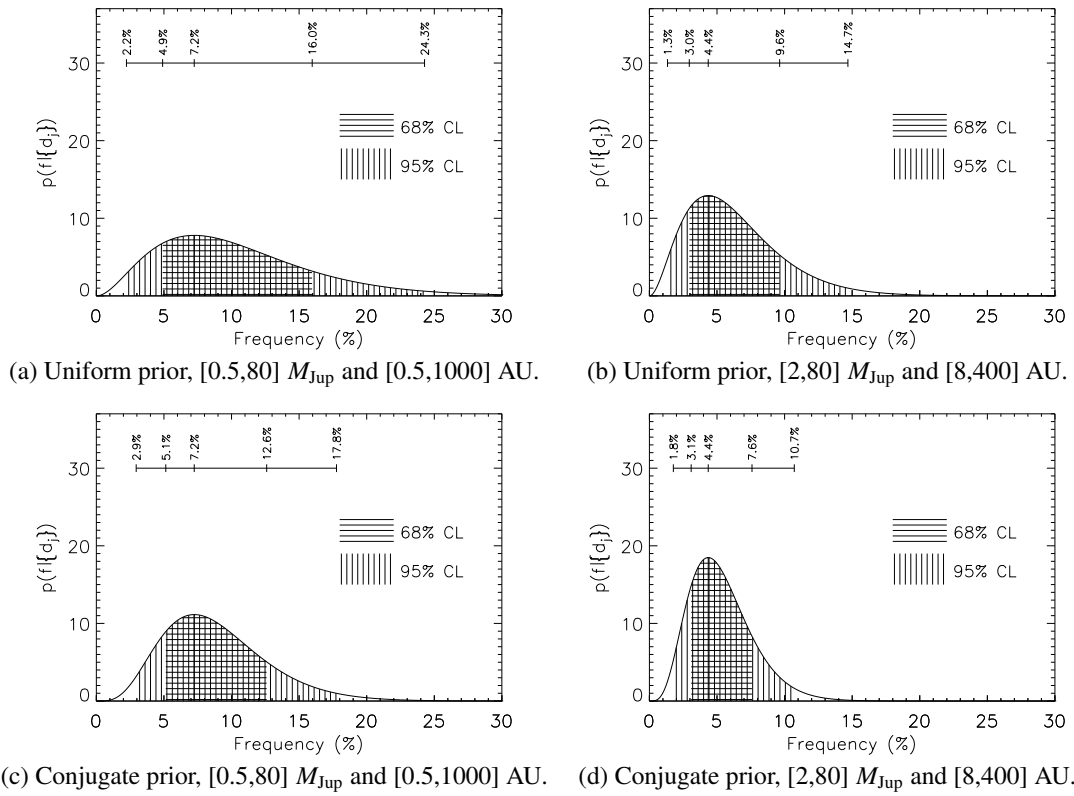 2.2% 4.9% 7.2% 16.0% 24.3%
30
20
10
0
p(f|{dj})
68% CL
95% CL
0 5 10 15 20 25 30
Frequency (%)
(a) Uniform prior, [0.5,80] MJup and [0.5,1000] AU.
1.3% 3.0% 4.4% 9.6% 14.7%
30
20
10
0
p(f|{dj})
68% CL
95% CL
0 5 10 15 20 25 30
Frequency (%)
(b) Uniform prior, [2,80] MJup and [8,400] AU.
2.9% 5.1% 7.2% 12.6% 17.8%
30
20
10
0
p(f|{dj})
68% CL
95% CL
0 5 10 15 20 25 30
Frequency (%)
(c) Conjugate prior, [0.5,80] MJup and [0.5,1000] AU.
1.8% 3.1% 4.4% 7.6% 10.7%
30
20
10
0
p(f|{dj})
68% CL
95% CL
0 5 10 15 20 25 30
Frequency (%)
(d) Conjugate prior, [2,80] MJup and [8,400] AU.